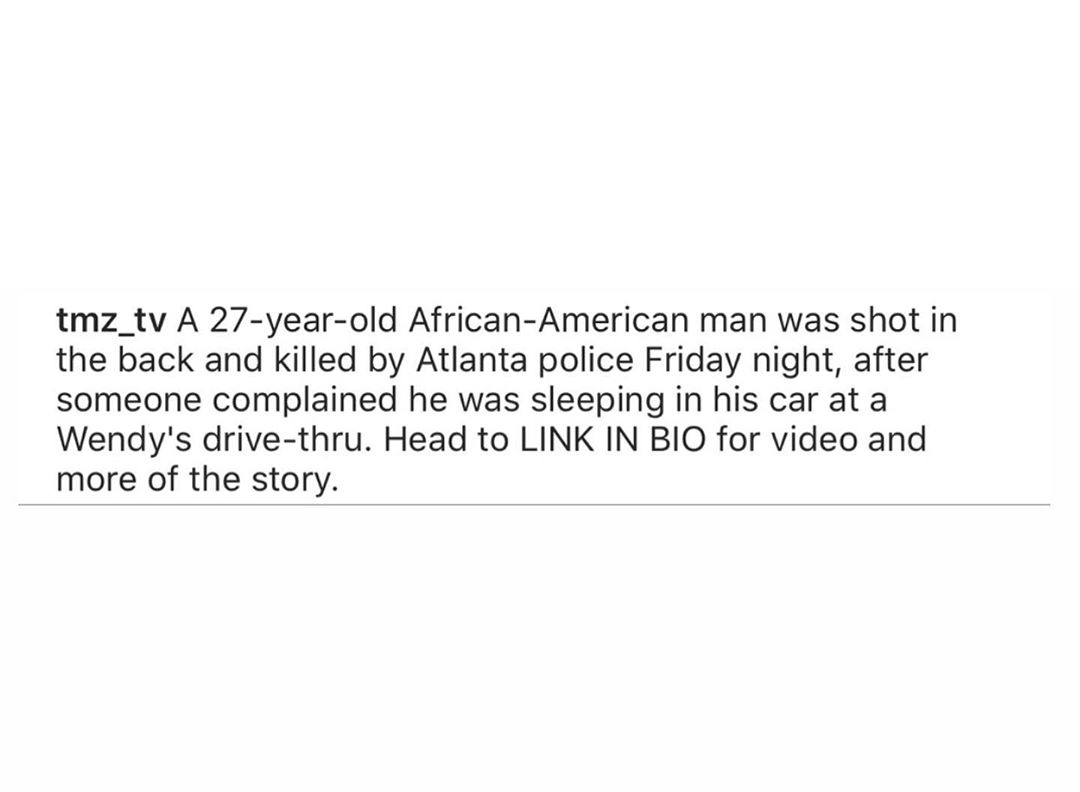 tmz_tv A 27-year-old African-American man was shot in
the back and killed by Atlanta police Friday night, after
someone complained he was sleeping in his car at a
Wendy's drive-thru. Head to LINK IN BIO for video and
more of the story.